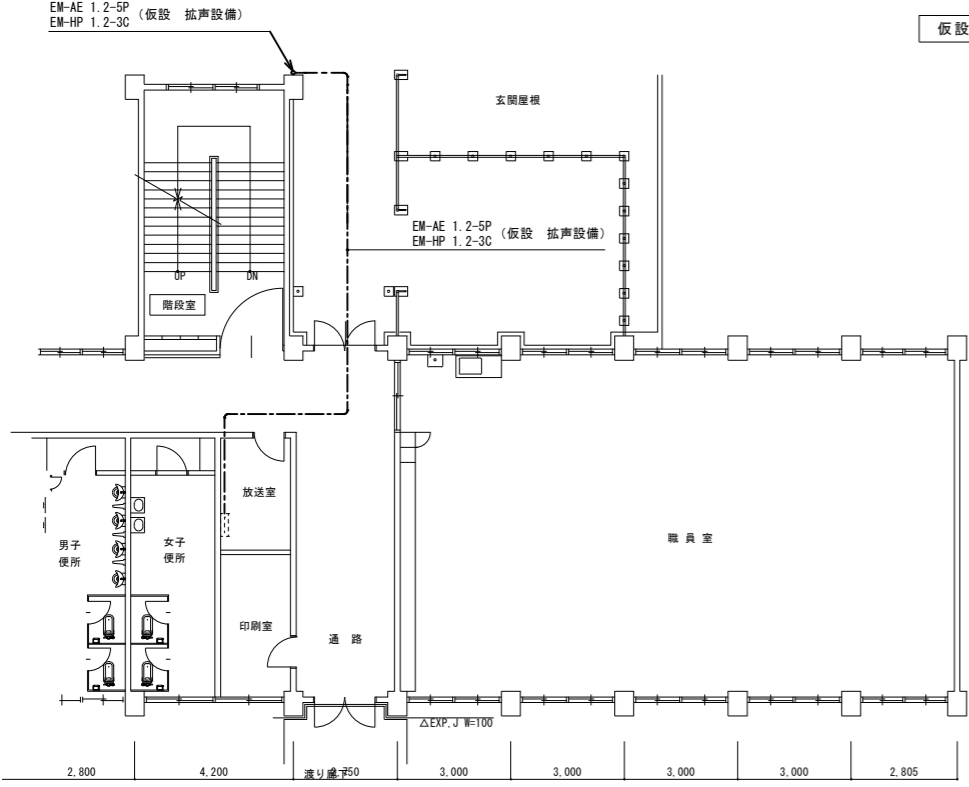 EM-AE 1.2-5P
EM-HP 1.2-3C (仮設 拡声設備)
仮設
玄関屋根
EM-AE 1.2-5P
EM-HP 1.2-3C (仮設 拡声設備)
UP
DN
階段室
放送室
男子
便所
女子
便所
職員室
印刷室
通路
△EXP.J W=100
渡り廊下
2,800
4,200
2,750
3,000
3,000
3,000
3,000
2,805